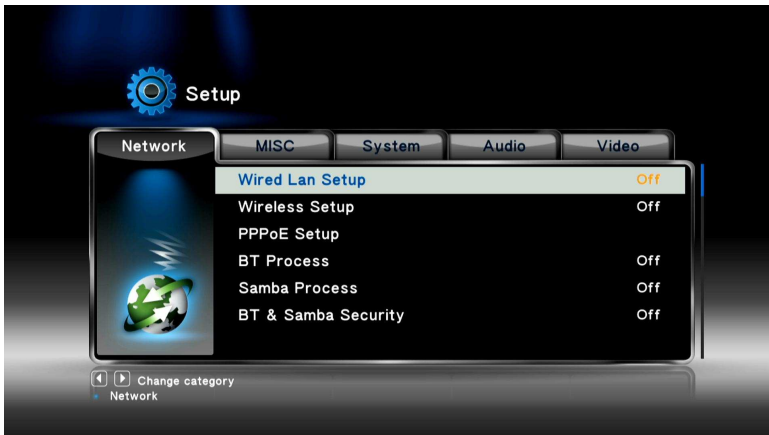 Setup
Network MISC System Audio Video
Wired Lan Setup Off
Wireless Setup Off
PPPoE Setup
BT Process Off
Samba Process Off
BT & Samba Security Off
Change category
Network